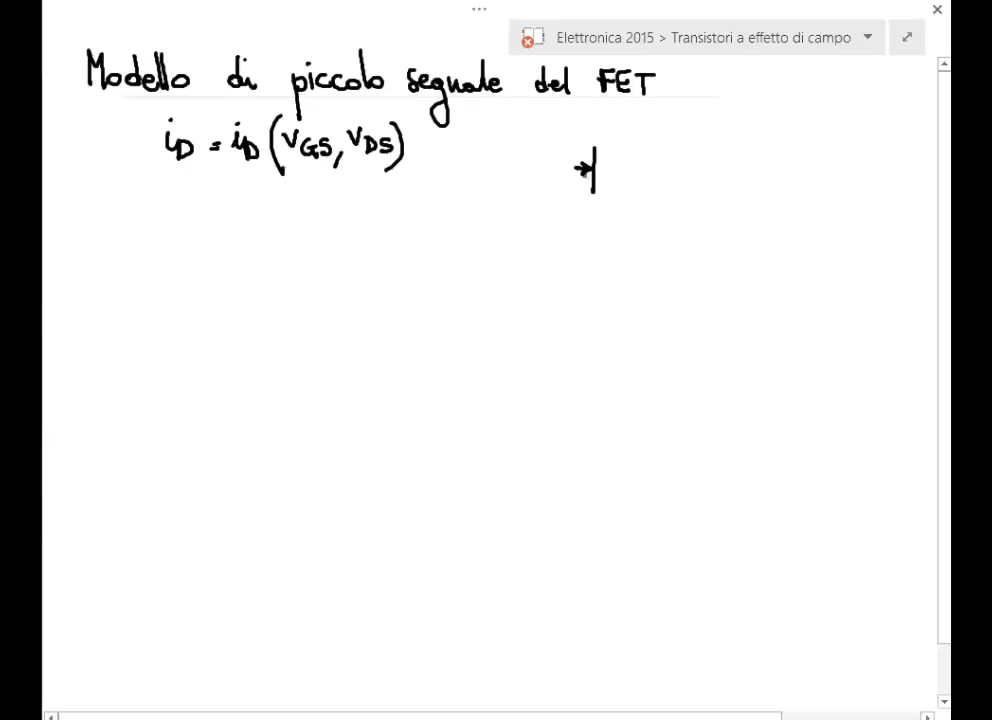 Elettronica 2015 > Transistori a effetto di campo
Modello di piccolo segnale del FET
iD = iD (VGS, VDS)